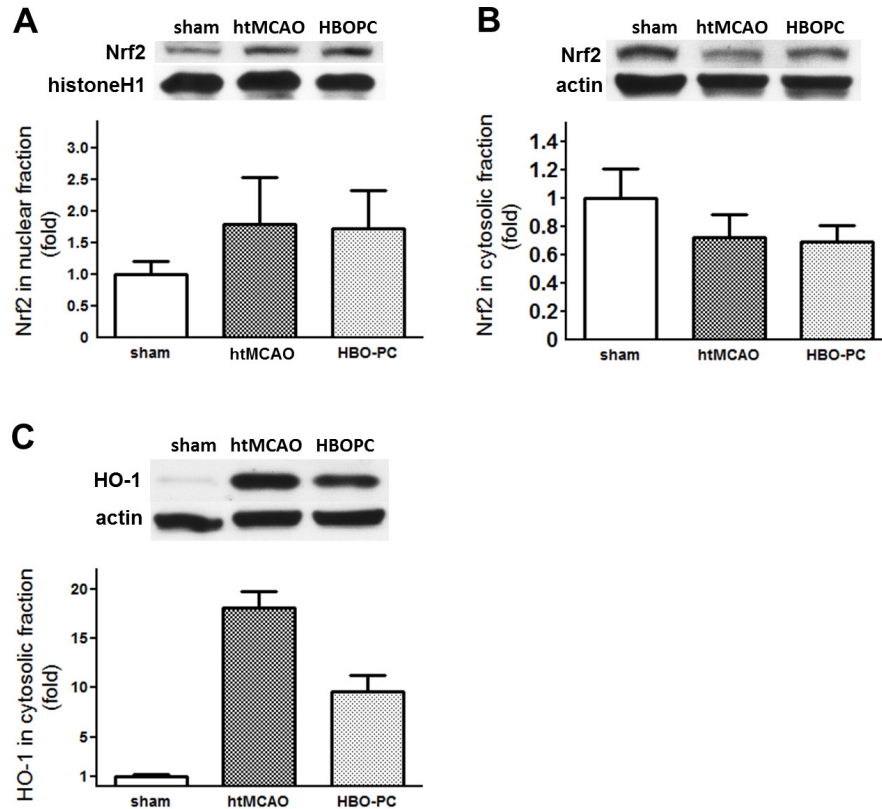 A
sham htMCAO HBOPC
Nrf2
histoneH1
Nrf2 in nuclear fraction
(fold)
3.0
2.5
2.0
1.5
1.0
0.5
0
sham htMCAO HBO-PC
B
sham htMCAO HBOPC
Nrf2
actin
Nrf2 in cytosolic fraction
(fold)
1.4
1.2
1
0.8
0.6
0.4
0.2
0
sham htMCAO HBO-PC
C
sham htMCAO HBOPC
HO-1
actin
HO-1 in cytosolic fraction
(fold)
20
15
10
5
1
sham htMCAO HBO-PC